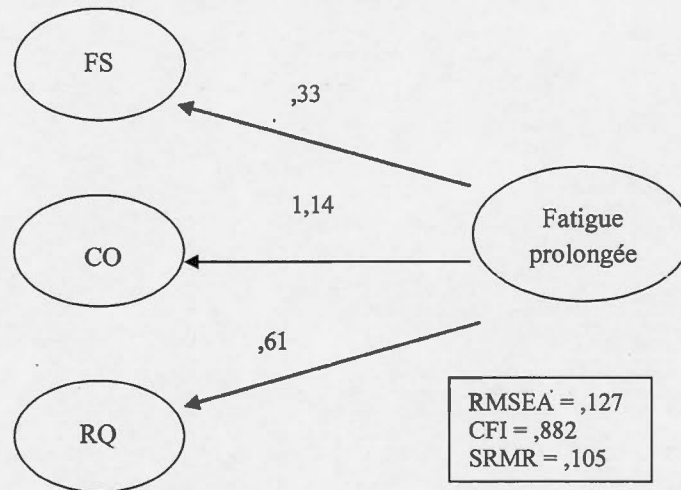 FS
,33
1,14
Fatigue
prolongée
CO
,61
RMSEA = ,127
CFI = ,882
SRMR = ,105
RQ